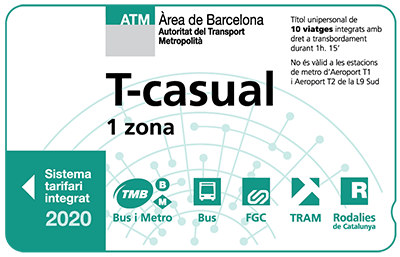 ATM
Àrea de Barcelona
Autoritat del Transport
Metropolità
Títol unipersonal de
10 viatges integrats amb
dret a transbordament
durant 1h. 15’
No és vàlid a les estacions
de metro d'Aeroport T1
i Aeroport T2 de la L9 Sud
T-casual
1 zona
Sistema
tarifari
integrat
2020
TMB
B
M
Bus i Metro
Bus
FGC
TRAM
R
Rodalies
de Catalunya